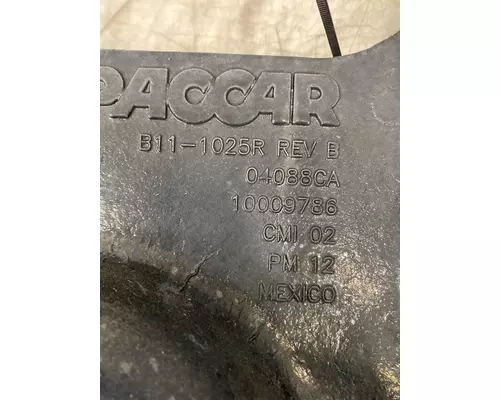 PACCAR
B11-1025R REV B
04088CA
10009786
CMI 02
PM 12
MEXICO